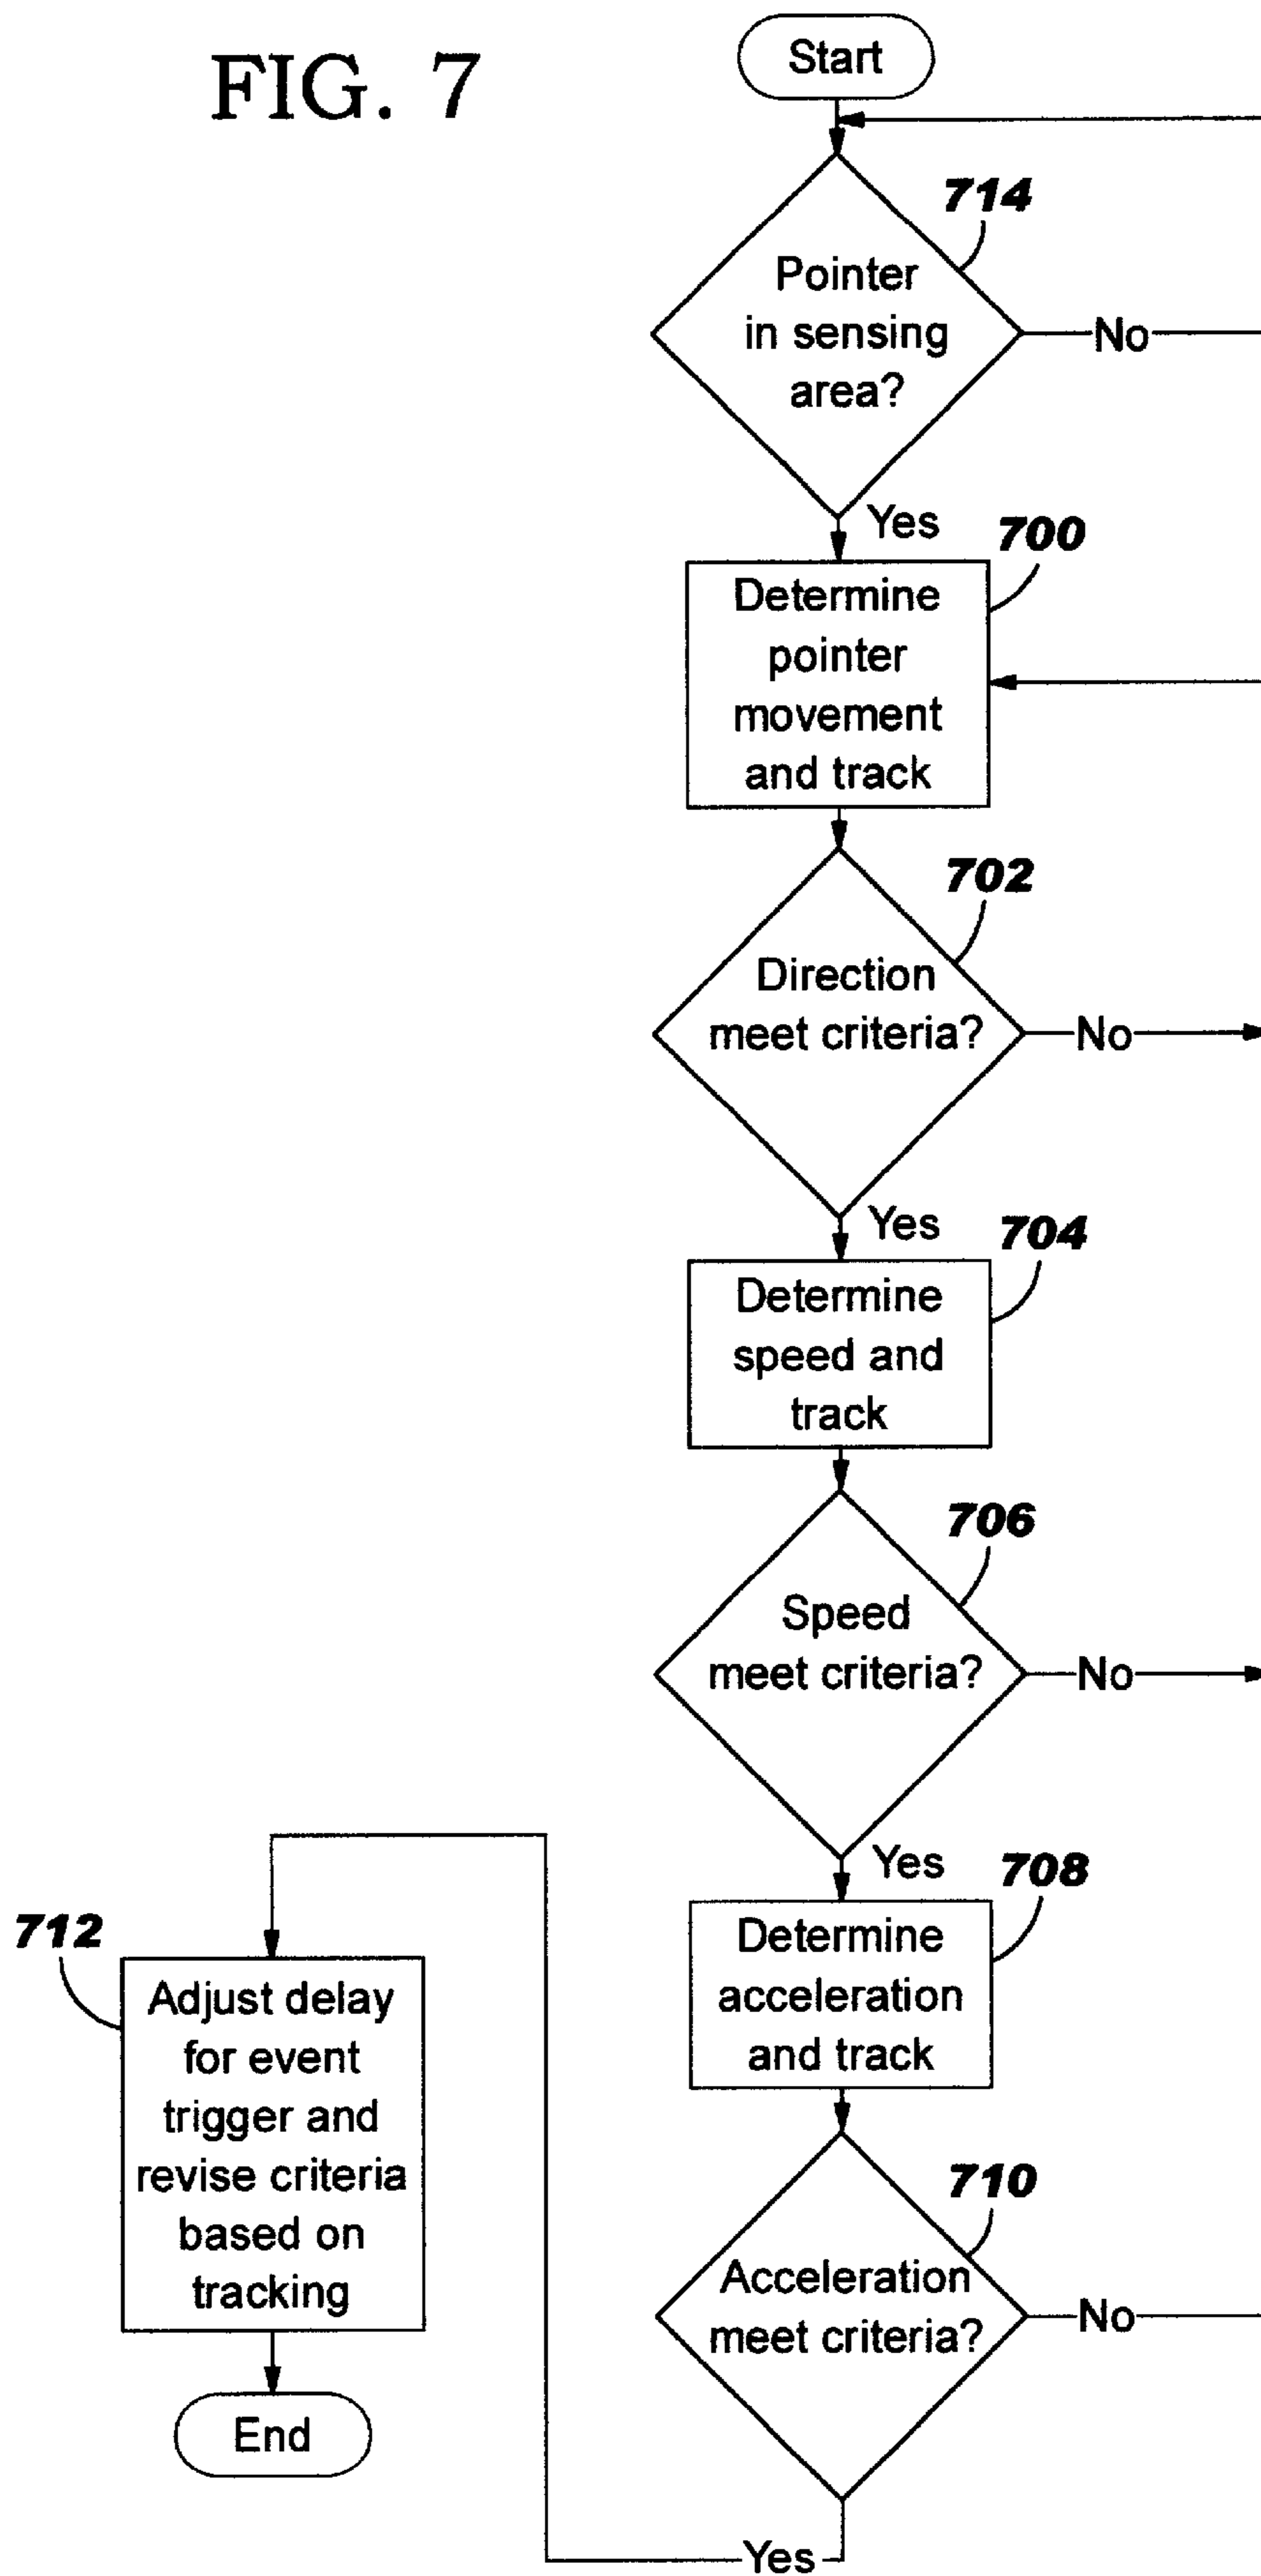 FIG. 7
Start
714
Pointer
in sensing
area?
No
Yes
700
Determine
pointer
movement
and track
702
Direction
meet criteria?
No
Yes
704
Determine
speed and
track
706
Speed
meet criteria?
No
Yes
708
Determine
acceleration
and track
712
Adjust delay
for event
trigger and
revise criteria
based on
tracking
710
Acceleration
meet criteria?
No
End
Yes